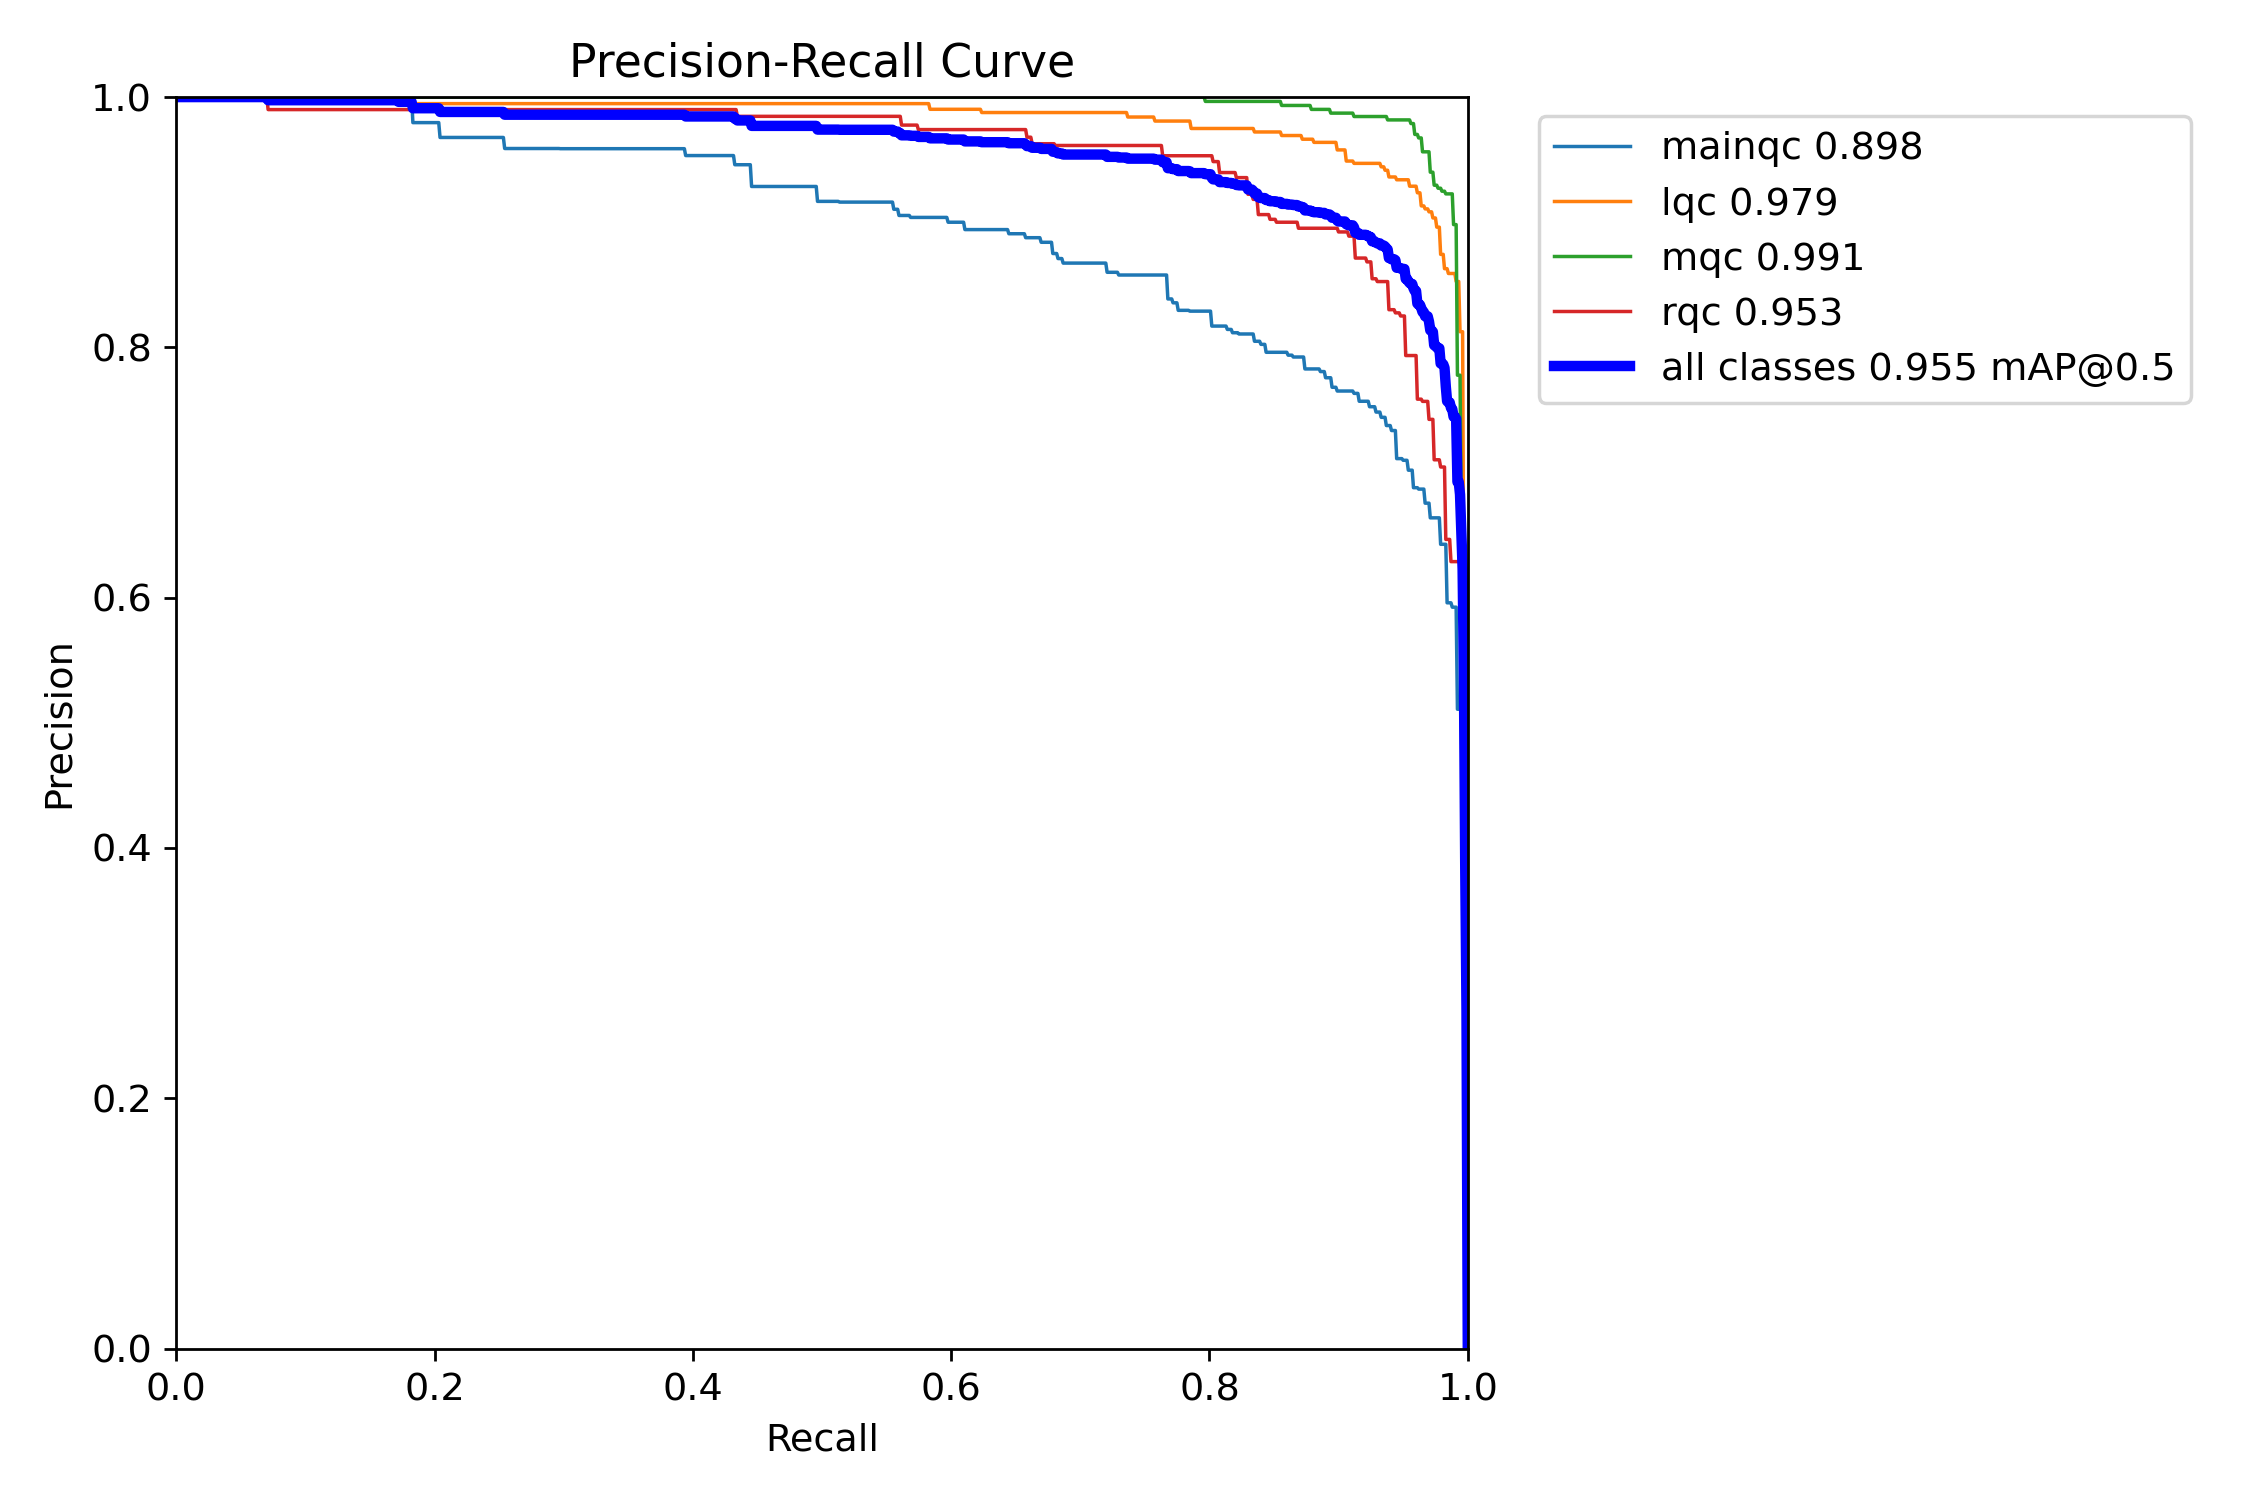 Precision-Recall Curve
1.0
0.8
0.6
0.4
0.2
0.0
Precision
0.0 0.2 0.4 0.6 0.8 1.0
Recall
mainqc 0.898
lqc 0.979
mqc 0.991
rqc 0.953
all classes 0.955 mAP@0.5